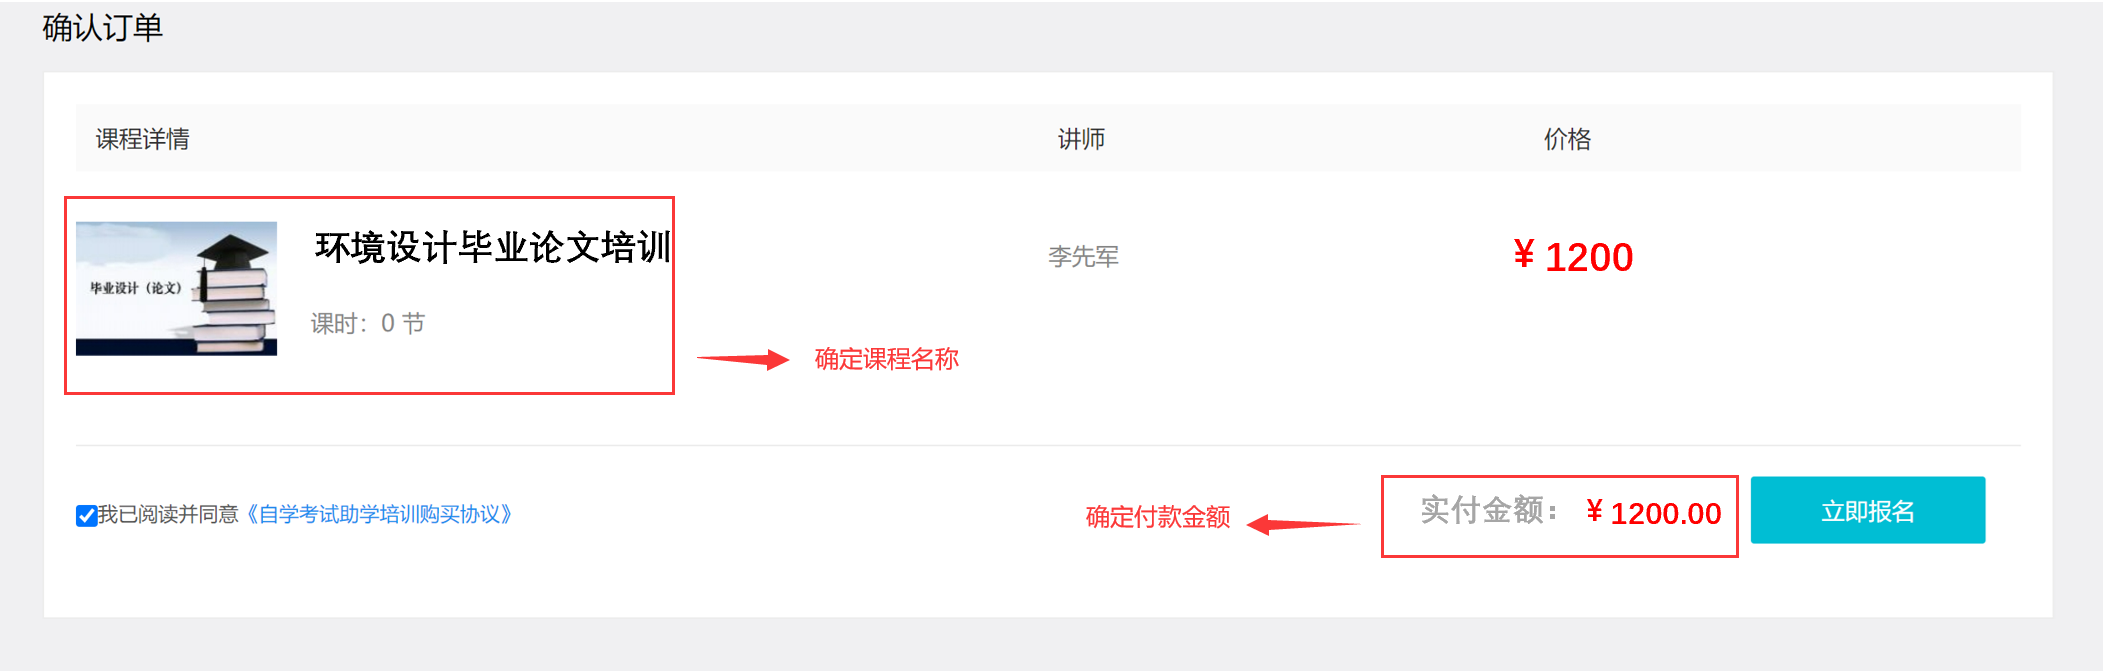 确认订单
课程详情 讲师 价格
环境设计毕业论文培训
李先军
¥ 1200
毕业设计（论文）
课时：0 节
确定课程名称
我已阅读并同意《自学考试助学培训购买协议》
确定付款金额
实付金额： ¥ 1200.00
立即报名